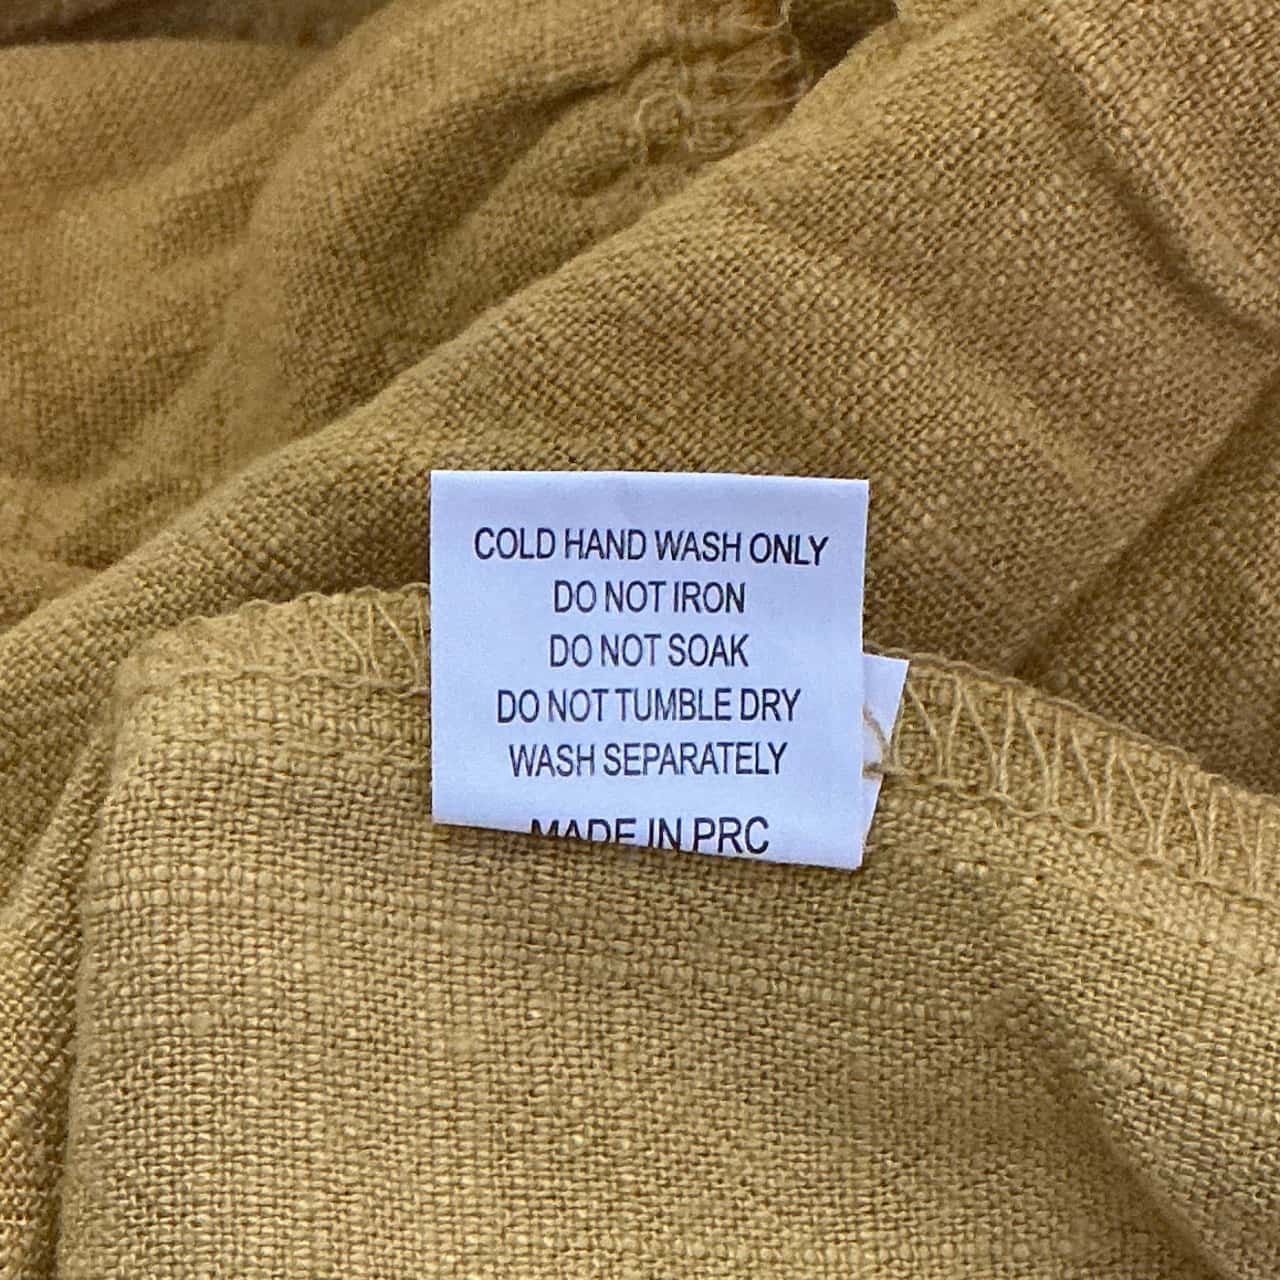 COLD HAND WASH ONLY
DO NOT IRON
DO NOT SOAK
DO NOT TUMBLE DRY
WASH SEPARATELY
MADE IN PRC